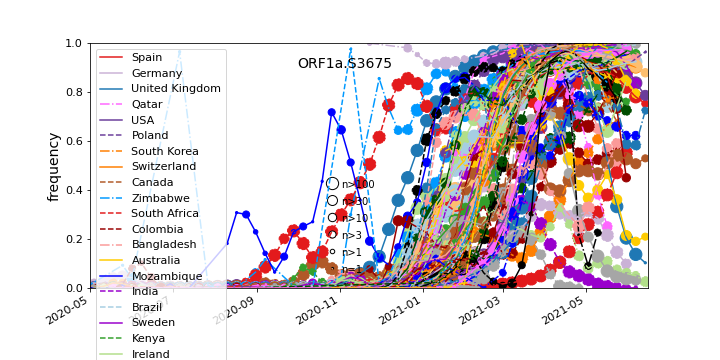 ORF1a.S3675
frequency
1.0
0.8
0.6
0.4
0.2
0.0
Spain
Germany
United Kingdom
Qatar
USA
Poland
South Korea
Switzerland
Canada
Zimbabwe
South Africa
Colombia
Bangladesh
Australia
Mozambique
India
Brazil
Sweden
Kenya
Ireland
n>100
n>30
n>10
n>3
n>1
n=1
2020-05
2020-09
2020-11
2021-01
2021-03
2021-05